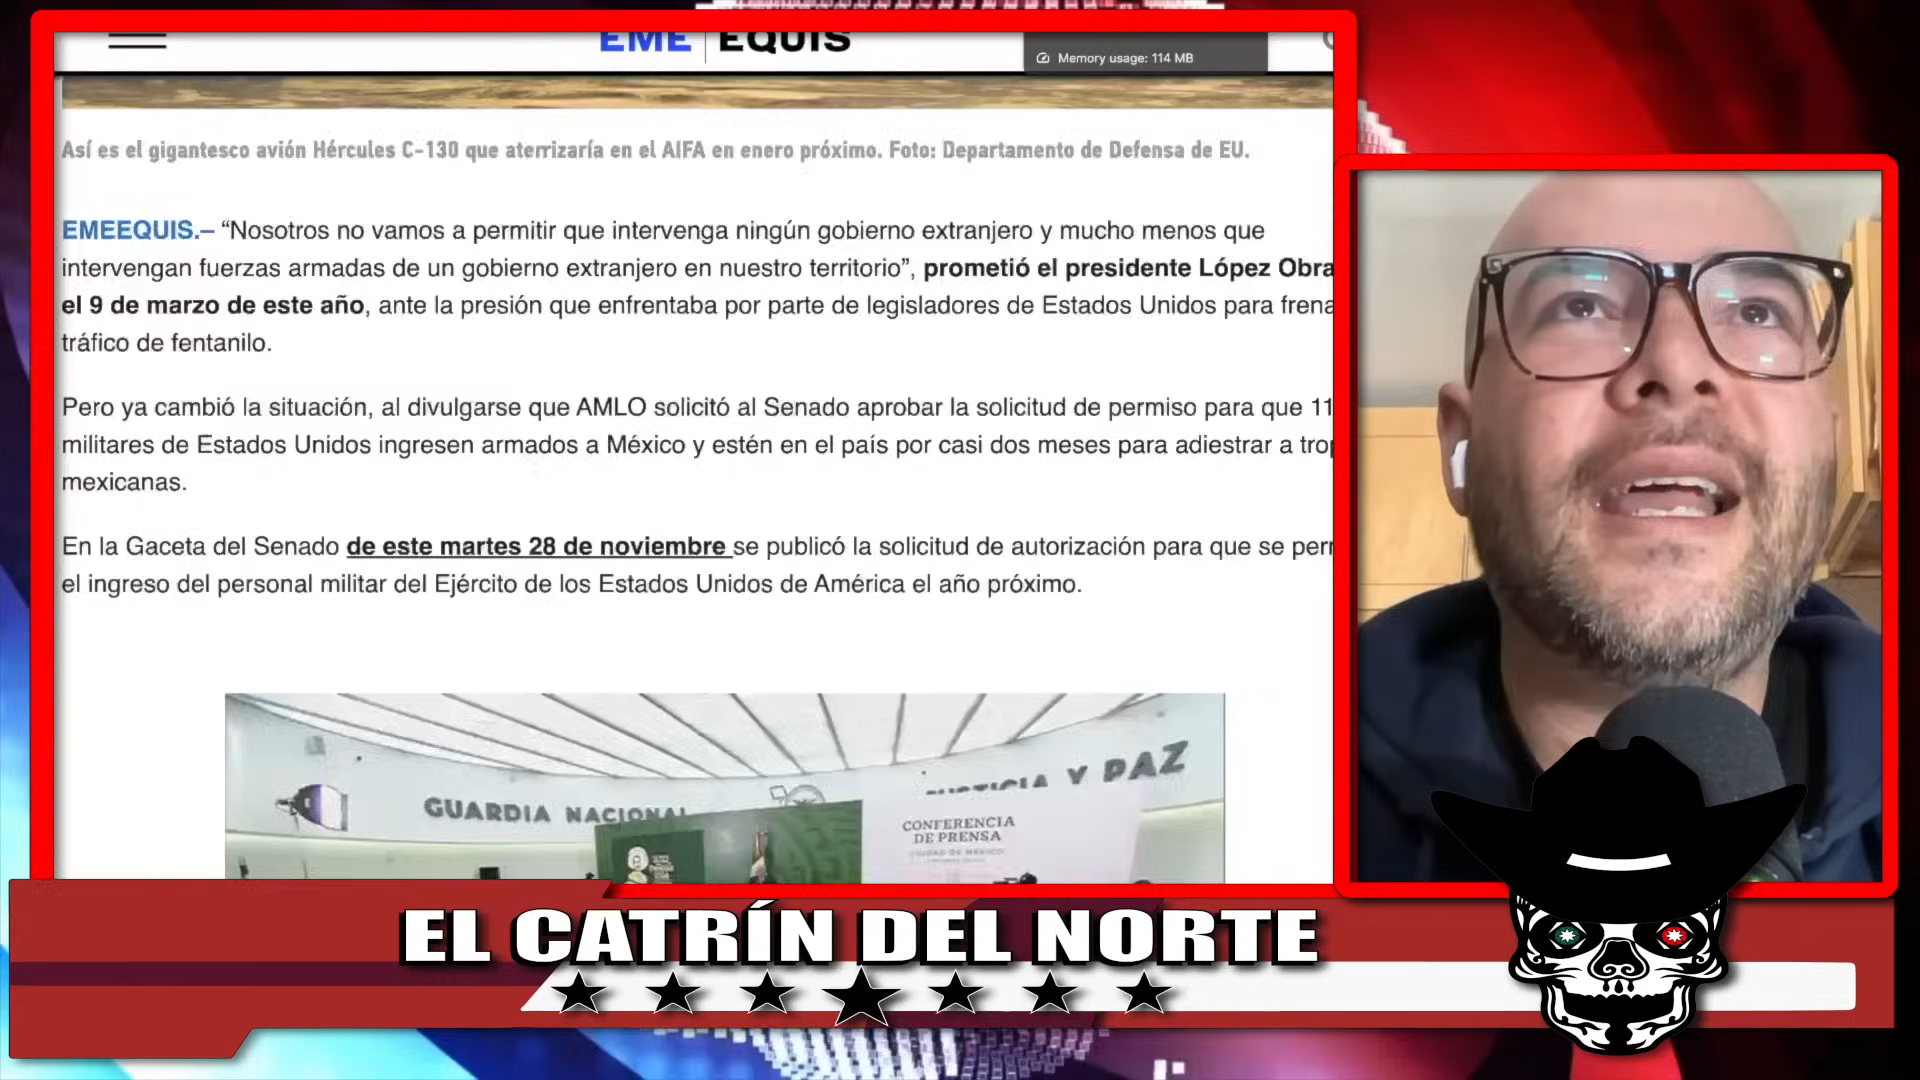 EME EQUIS
Memory usage: 114 MB
Así es el gigantesco avión Hércules C-130 que aterrizaría en el AIFA en enero próximo. Foto: Departamento de Defensa de EU.
EMEEQUIS.– “Nosotros no vamos a permitir que intervenga ningún gobierno extranjero y mucho menos que
intervengan fuerzas armadas de un gobierno extranjero en nuestro territorio”, prometió el presidente López Obra
el 9 de marzo de este año, ante la presión que enfrentaba por parte de legisladores de Estados Unidos para frena
tráfico de fentanilo.
Pero ya cambió la situación, al divulgarse que AMLO solicitó al Senado aprobar la solicitud de permiso para que 11
militares de Estados Unidos ingresen armados a México y estén en el país por casi dos meses para adiestrar a tro
mexicanas.
En la Gaceta del Senado de este martes 28 de noviembre se publicó la solicitud de autorización para que se per
el ingreso del personal militar del Ejército de los Estados Unidos de América el año próximo.
GUARDIA NACIONAL
JUSTICIA Y PAZ
CONFERENCIA
DE PRENSA
CIUDAD DE MÉXICO
EL CATRÍN DEL NORTE